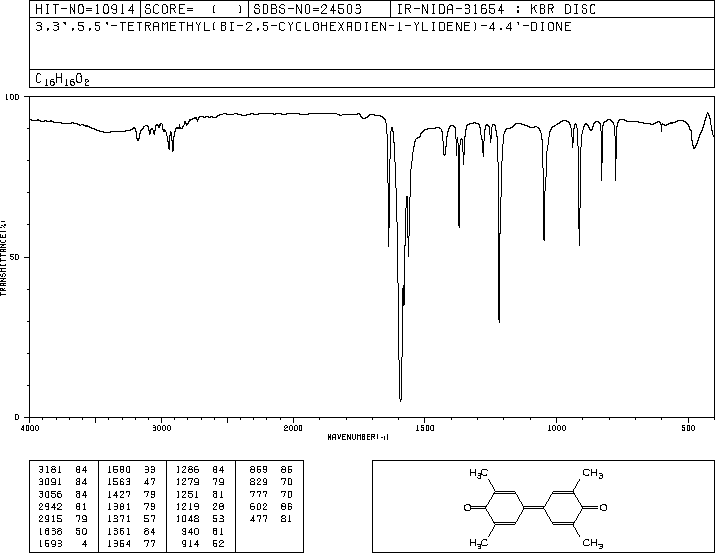 HIT-NO=10914 SCORE= ( ) SDBS-NO=24503 IR-NIDA-31654 : KBR DISC
3,3',5,5'-TETRAMETHYL(BI-2,5-CYCLOHEXADIEN-1-YLIDENE)-4,4'-DIONE
C16H16O2
100
50
0
TRANSMITTANCE(%)
4000 3000 2000 1500 1000 500
WAVENUMBER(-1)
3181 84 1580 33 1286 84 869 86
3091 84 1563 47 1279 79 829 70
3056 84 1427 79 1251 81 777 70
2942 81 1381 79 1219 28 602 86
2915 79 1371 57 1048 53 477 81
1638 50 1361 84 940 81
1593 4 1354 77 914 52
H3C CH3
O O
H3C CH3